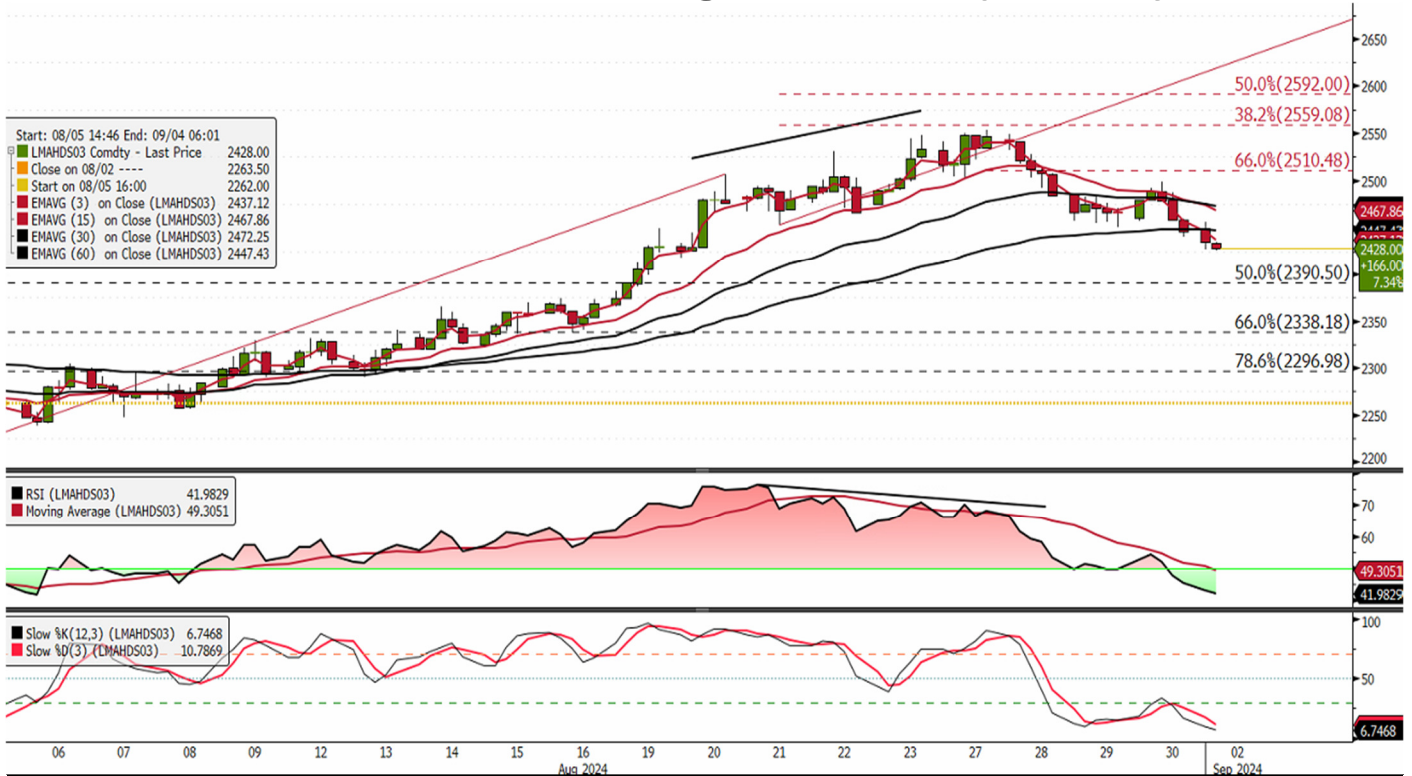 2650
50.0%(2592.00)
2600
38.2%(2559.08)
2550
66.0%(2510.48)
2500
Start: 08/05 14:46 End: 09/04 06:01
LMAHDS03 Comdty - Last Price 2428.00
Close on 08/02 ---- 2263.50
Start on 08/05 16:00 2262.00
EMAVG (3) on Close (LMAHDS03) 2437.12
EMAVG (15) on Close (LMAHDS03) 2467.86
EMAVG (30) on Close (LMAHDS03) 2472.25
EMAVG (60) on Close (LMAHDS03) 2447.43
2467.86
2428.00
+166.00
7.34%
50.0%(2390.50)
2350
66.0%(2338.18)
2300
78.6%(2296.98)
2250
2200
RSI (LMAHDS03) 41.9829
Moving Average (LMAHDS03) 49.3051
70
60
49.3051
41.9829
Slow %K(12,3) (LMAHDS03) 6.7468
Slow %D(3) (LMAHDS03) 10.7869
100
50
6.7468
06 07 08 09 12 13 14 15 16 19 20 21 22 23 27 28 29 30 02
Aug 2024 Sep 2024